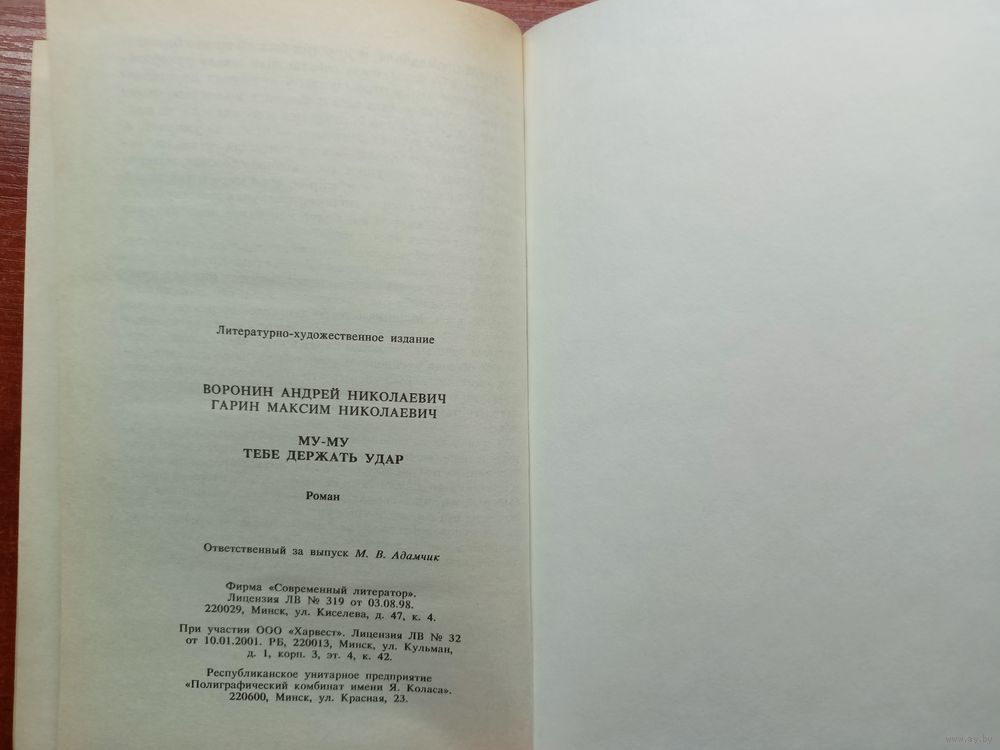 Литературно-художественное издание
ВОРОНИН АНДРЕЙ НИКОЛАЕВИЧ
ГАРИН МАКСИМ НИКОЛАЕВИЧ
МУ-МУ
ТЕБЕ ДЕРЖАТЬ УДАР
Роман
Ответственный за выпуск М. В. Адамчик
Фирма «Современный литератор».
Лицензия ЛВ № 319 от 03.08.98.
220029, Минск, ул. Киселева, д. 47, к. 4.
При участии ООО «Харвест». Лицензия ЛВ № 32
от 10.01.2001. РБ, 220013, Минск, ул. Кульман,
д. 1, корп. 3, эт. 4, к. 42.
Республиканское унитарное предприятие
«Полиграфический комбинат имени Я. Коласа».
220600, Минск, ул. Красная, 23.
www.ay.by